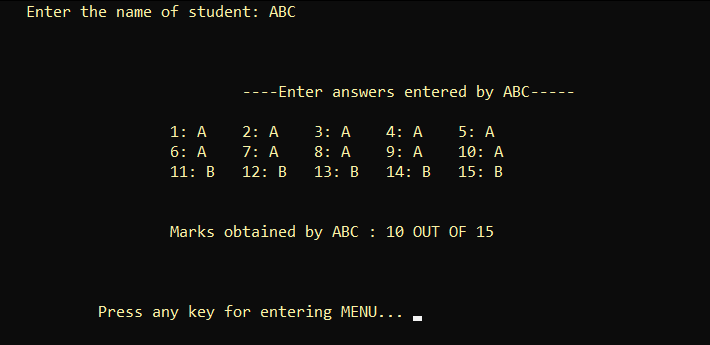 Enter the name of student: ABC
----Enter answers entered by ABC-----
1: A 2: A 3: A 4: A 5: A
6: A 7: A 8: A 9: A 10: A
11: B 12: B 13: B 14: B 15: B
Marks obtained by ABC : 10 OUT OF 15
Press any key for entering MENU...